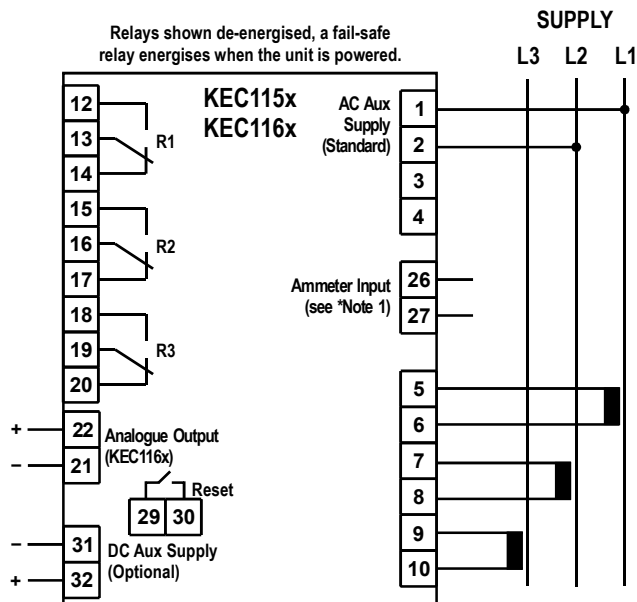 Relays shown de-energised, a fail-safe
relay energises when the unit is powered.
SUPPLY
L3 L2 L1
KEC115x
KEC116x
12
13
14
R1
15
16
17
R2
18
19
20
R3
+ 22
- 21
Analogue Output
(KEC116x)
Reset
29 30
- 31
+ 32
DC Aux Supply
(Optional)
AC Aux
Supply
(Standard)
1
2
3
4
Ammeter Input
(see *Note 1)
26
27
5
6
7
8
9
10